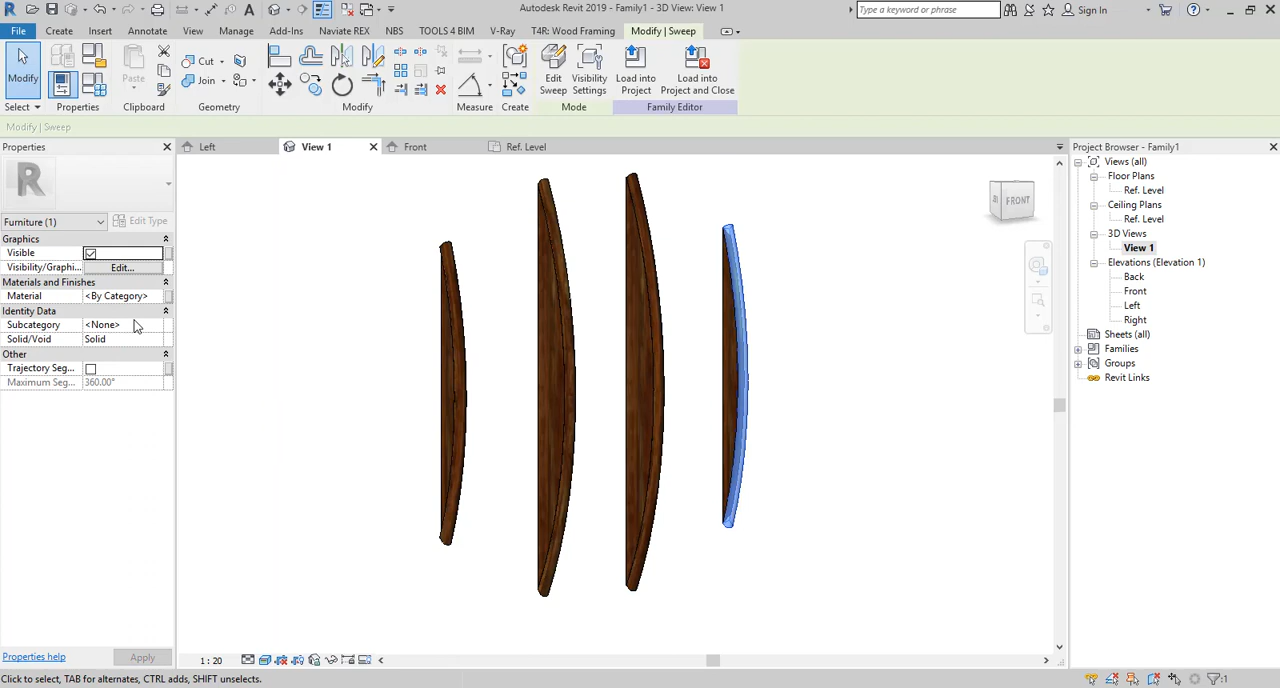 Autodesk Revit 2019 - Family1 - 3D View: View 1
Type a keyword or phrase
Sign In
File Create Insert Annotate View Manage Add-Ins Naviate REX NBS TOOLS 4 BIM V-Ray T4R: Wood Framing Modify | Sweep
Modify
Paste
Cut
Join
Edit Sweep
Visibility Settings
Load into Project
Load into Project and Close
Select Properties Clipboard Geometry Modify Measure Create Mode Family Editor
Modify | Sweep
Properties
Left
View 1
Front
Ref. Level
Project Browser - Family1
Furniture (1)
Edit Type
Graphics
Visible
Visibility/Graphi... Edit...
Materials and Finishes
Material <By Category>
Identity Data
Subcategory <None>
Solid/Void Solid
Other
Trajectory Seg...
Maximum Seg... 360.00°
Properties help
Apply
FRONT
Views (all)
Floor Plans
Ref. Level
Ceiling Plans
Ref. Level
3D Views
View 1
Elevations (Elevation 1)
Back
Front
Left
Right
Sheets (all)
Families
Groups
Revit Links
1 : 20
Click to select, TAB for alternates, CTRL adds, SHIFT unselects.
:1